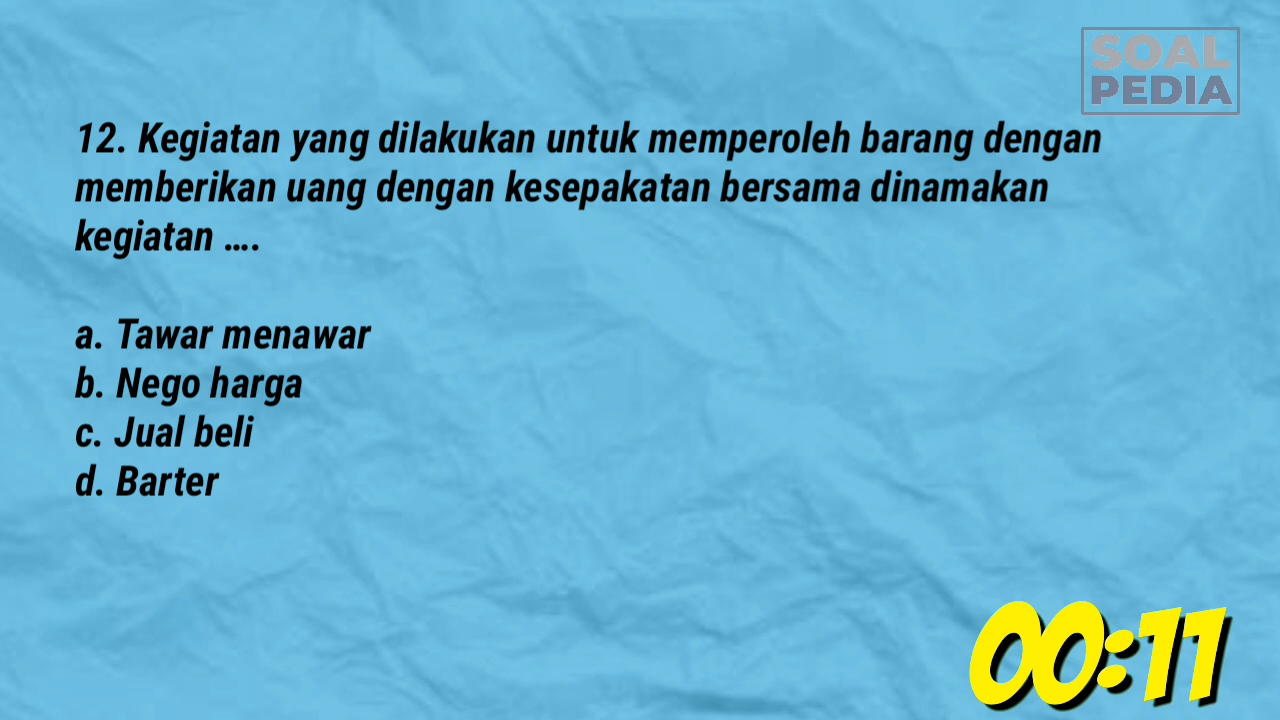 SOAL
PEDIA
12. Kegiatan yang dilakukan untuk memperoleh barang dengan
memberikan uang dengan kesepakatan bersama dinamakan
kegiatan ....
a. Tawar menawar
b. Nego harga
c. Jual beli
d. Barter
00:11